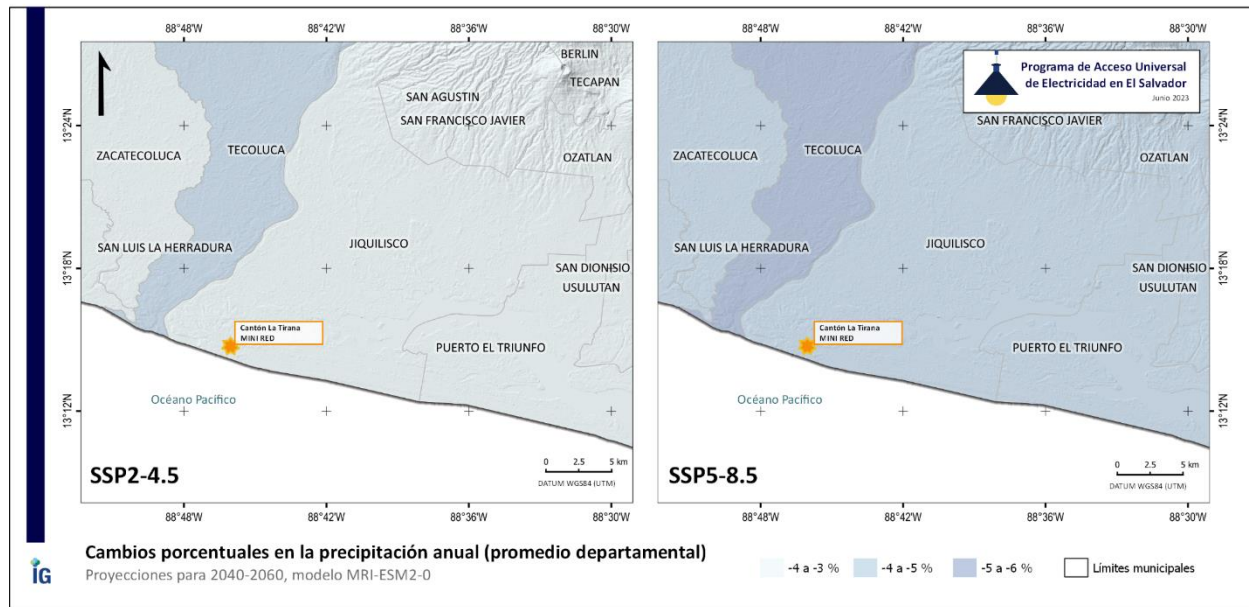 88°48'W 88°42'W 88°36'W 88°30'W
88°48'W 88°42'W 88°36'W 88°30'W
13°24'N
13°18'N
13°12'N
BERLIN
TECAPAN
SAN AGUSTIN
SAN FRANCISCO JAVIER
ZACATECOLUCA
TECOLUCA
OZATLAN
SAN LUIS LA HERRADURA
JIQUILISCO
SAN DIONISIO
USULUTAN
Cantón La Tirana
MINI RED
PUERTO EL TRIUNFO
Océano Pacífico
SSP2-4.5
0 2.5 5 km
DATUM WGS84 (UTM)
88°48'W 88°42'W 88°36'W 88°30'W
Programa de Acceso Universal
de Electricidad en El Salvador
Junio 2023
SAN FRANCISCO JAVIER
ZACATECOLUCA
TECOLUCA
OZATLAN
SAN LUIS LA HERRADURA
JIQUILISCO
SAN DIONISIO
USULUTAN
Cantón La Tirana
MINI RED
PUERTO EL TRIUNFO
Océano Pacífico
SSP5-8.5
0 2.5 5 km
DATUM WGS84 (UTM)
13°24'N
13°18'N
13°12'N
88°48'W 88°42'W 88°36'W 88°30'W
IG
Cambios porcentuales en la precipitación anual (promedio departamental)
Proyecciones para 2040-2060, modelo MRI-ESM2-0
-4 a -3 % -4 a -5 % -5 a -6 % Límites municipales